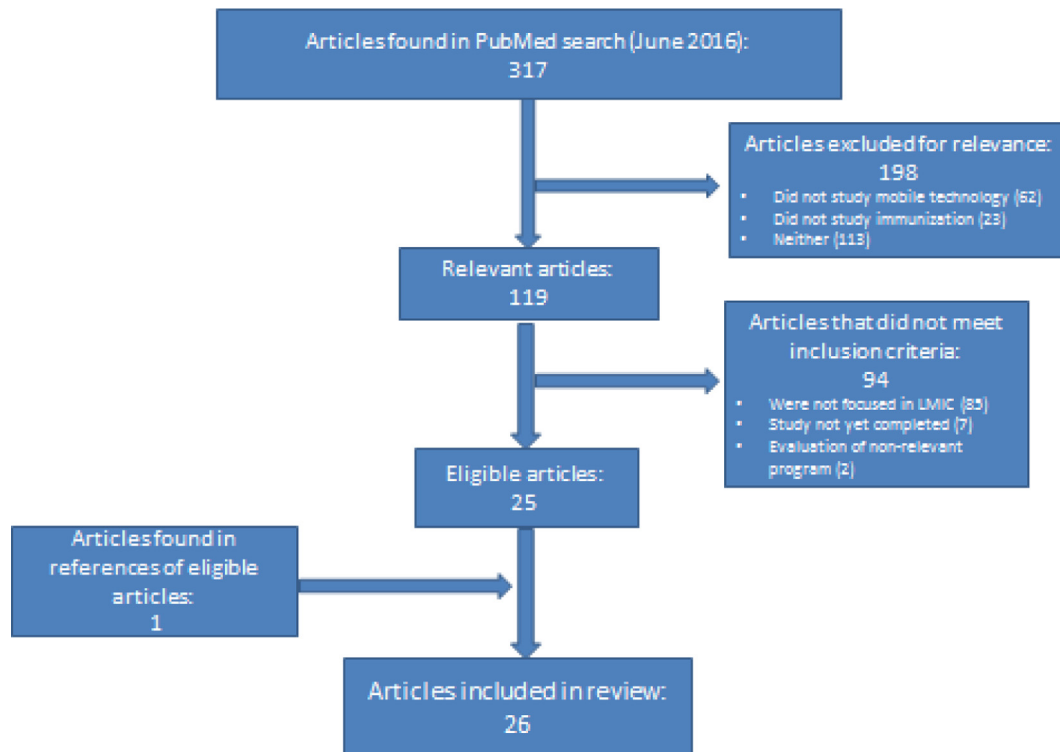 Articles found in PubMed search (June 2016):
317
Articles excluded for relevance:
198
• Did not study mobile technology (62)
• Did not study immunization (23)
• Neither (113)
Relevant articles:
119
Articles that did not meet
inclusion criteria:
94
• Were not focused in LMIC (85)
• Study not yet completed (7)
• Evaluation of non-relevant
program (2)
Eligible articles:
25
Articles found in
references of eligible
articles:
1
Articles included in review:
26